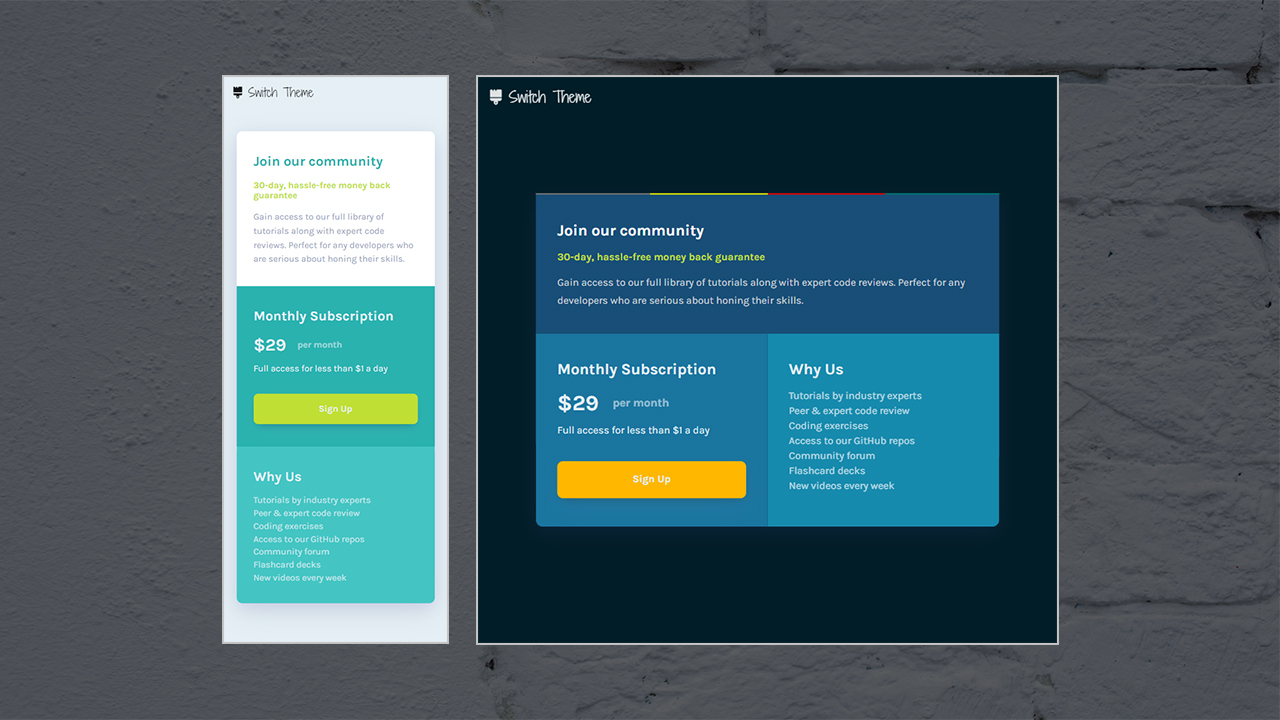 Switch Theme
Join our community
30-day, hassle-free money back
guarantee
Gain access to our full library of
tutorials along with expert code
reviews. Perfect for any developers who
are serious about honing their skills.
Monthly Subscription
$29 per month
Full access for less than $1 a day
Sign Up
Why Us
Tutorials by industry experts
Peer & expert code review
Coding exercises
Access to our GitHub repos
Community forum
Flashcard decks
New videos every week
Switch Theme
Join our community
30-day, hassle-free money back guarantee
Gain access to our full library of tutorials along with expert code reviews. Perfect for any
developers who are serious about honing their skills.
Monthly Subscription
$29 per month
Full access for less than $1 a day
Sign Up
Why Us
Tutorials by industry experts
Peer & expert code review
Coding exercises
Access to our GitHub repos
Community forum
Flashcard decks
New videos every week